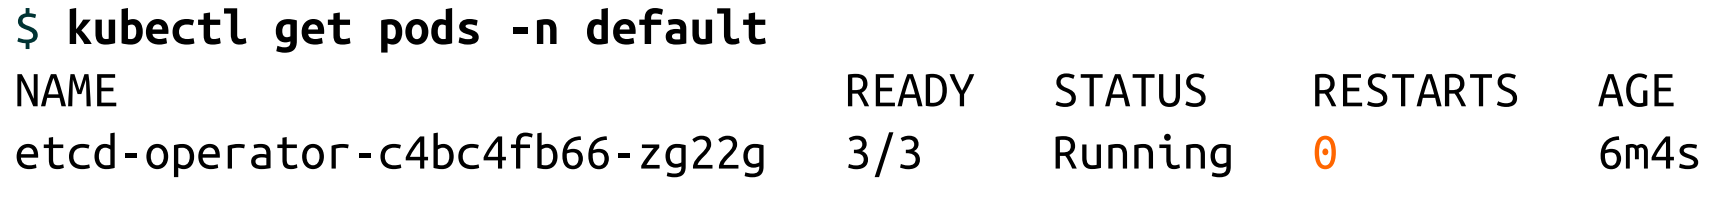 $ kubectl get pods -n default
NAME READY STATUS RESTARTS AGE
etcd-operator-c4bc4fb66-zg22g 3/3 Running 0 6m4s